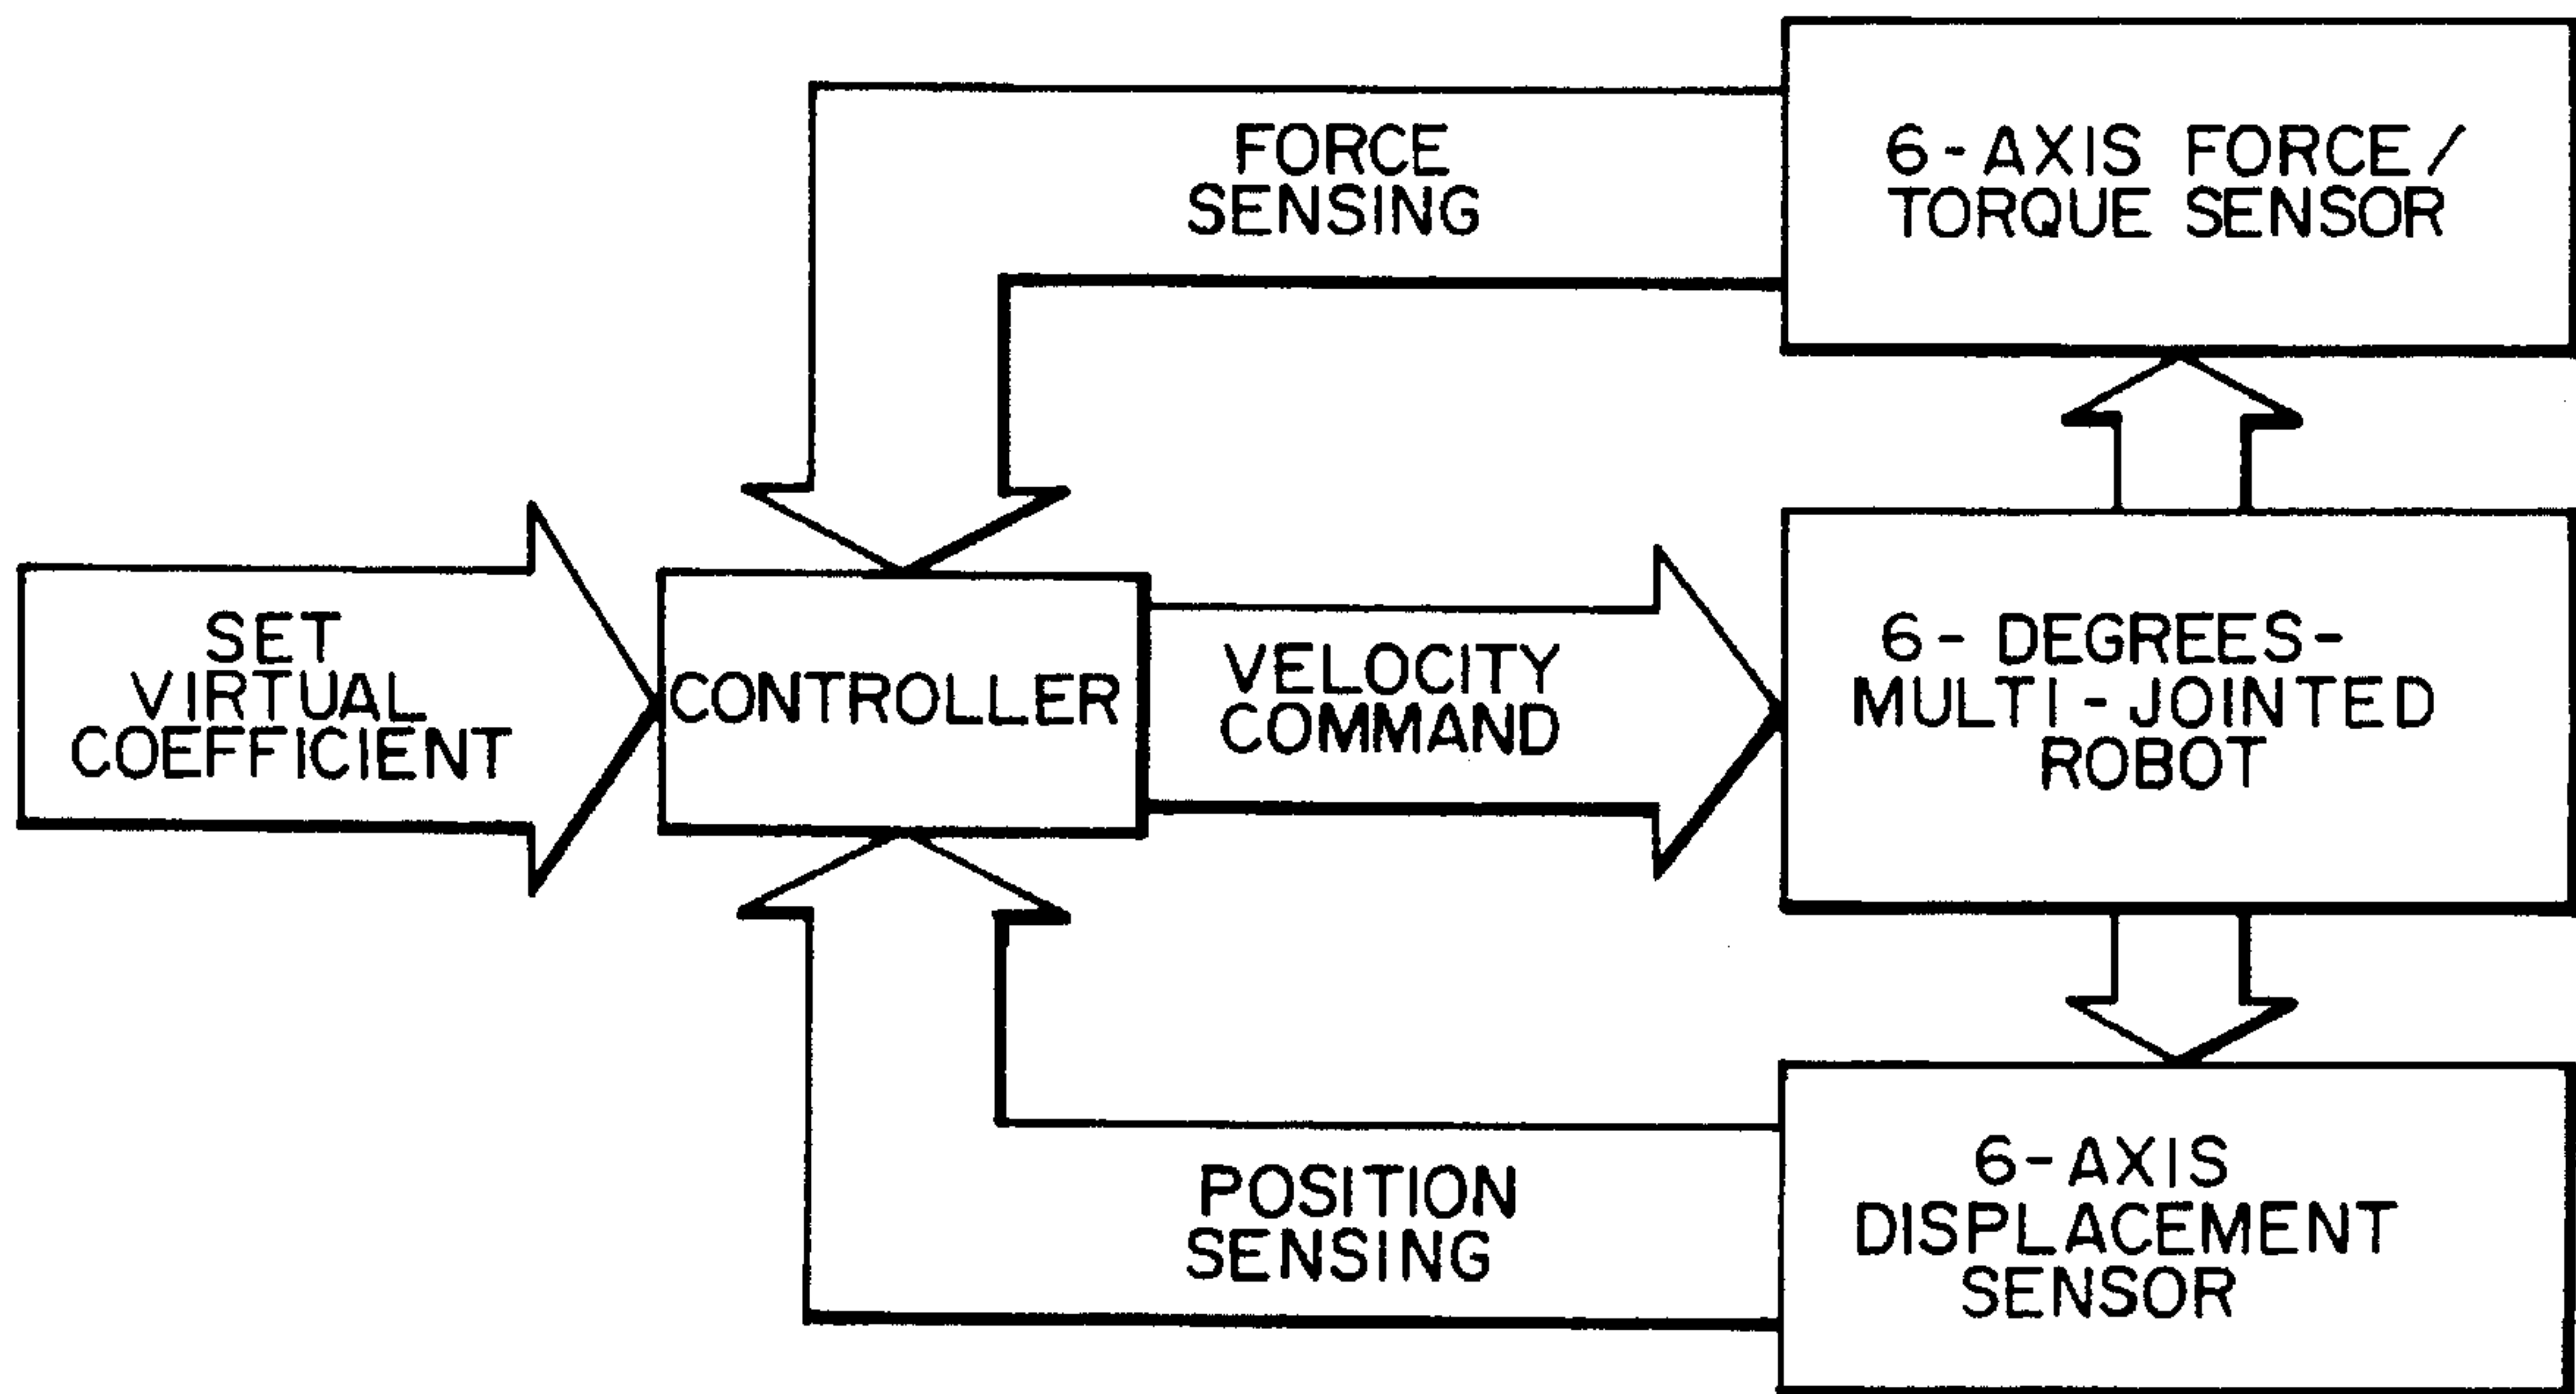 FORCE
SENSING
6-AXIS FORCE/
TORQUE SENSOR
SET
VIRTUAL
COEFFICIENT
CONTROLLER
VELOCITY
COMMAND
6-DEGREES-
MULTI-JOINTED
ROBOT
POSITION
SENSING
6-AXIS
DISPLACEMENT
SENSOR